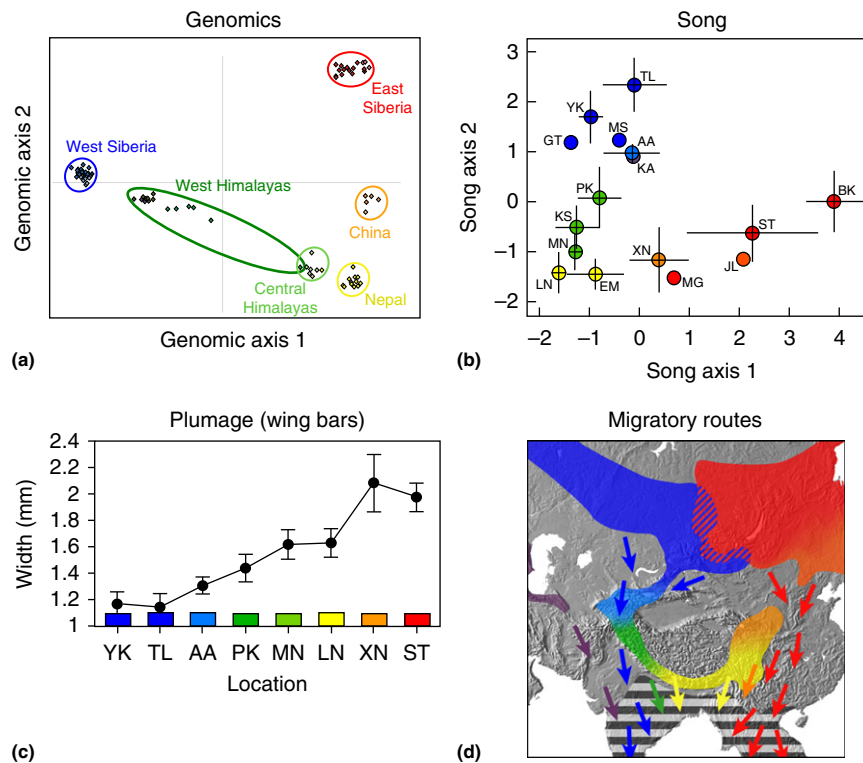 Genomics
East
Siberia
West Siberia
West Himalayas
China
Central
Himalayas
Nepal
Genomic axis 2
Genomic axis 1
(a)
Song
3
2
1
0
−1
−2
TL
YK
MS
GT
AA
KA
PK
BK
KS
ST
MN
XN
JL
LN
EM
MG
−2 −1 0 1 2 3 4
Song axis 2
Song axis 1
(b)
Plumage (wing bars)
2.4
2.2
2
1.8
1.6
1.4
1.2
1
Width (mm)
YK TL AA PK MN LN XN ST
Location
(c)
Migratory routes
(d)